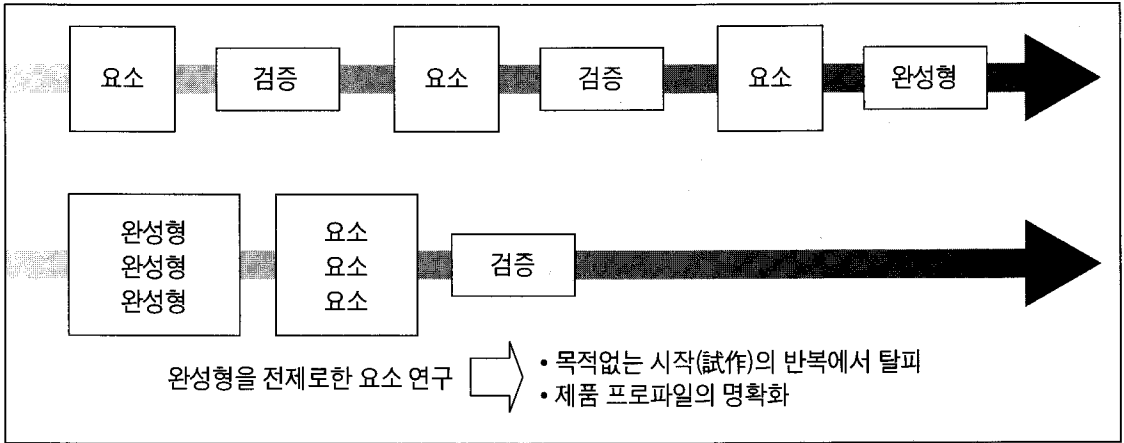 요소 검증 요소 검증 요소 완성형
완성형
완성형
완성형
요소
요소
요소
검증
완성형을 전제로한 요소 연구
• 목적없는 시작(試作)의 반복에서 탈피
• 제품 프로파일의 명확화